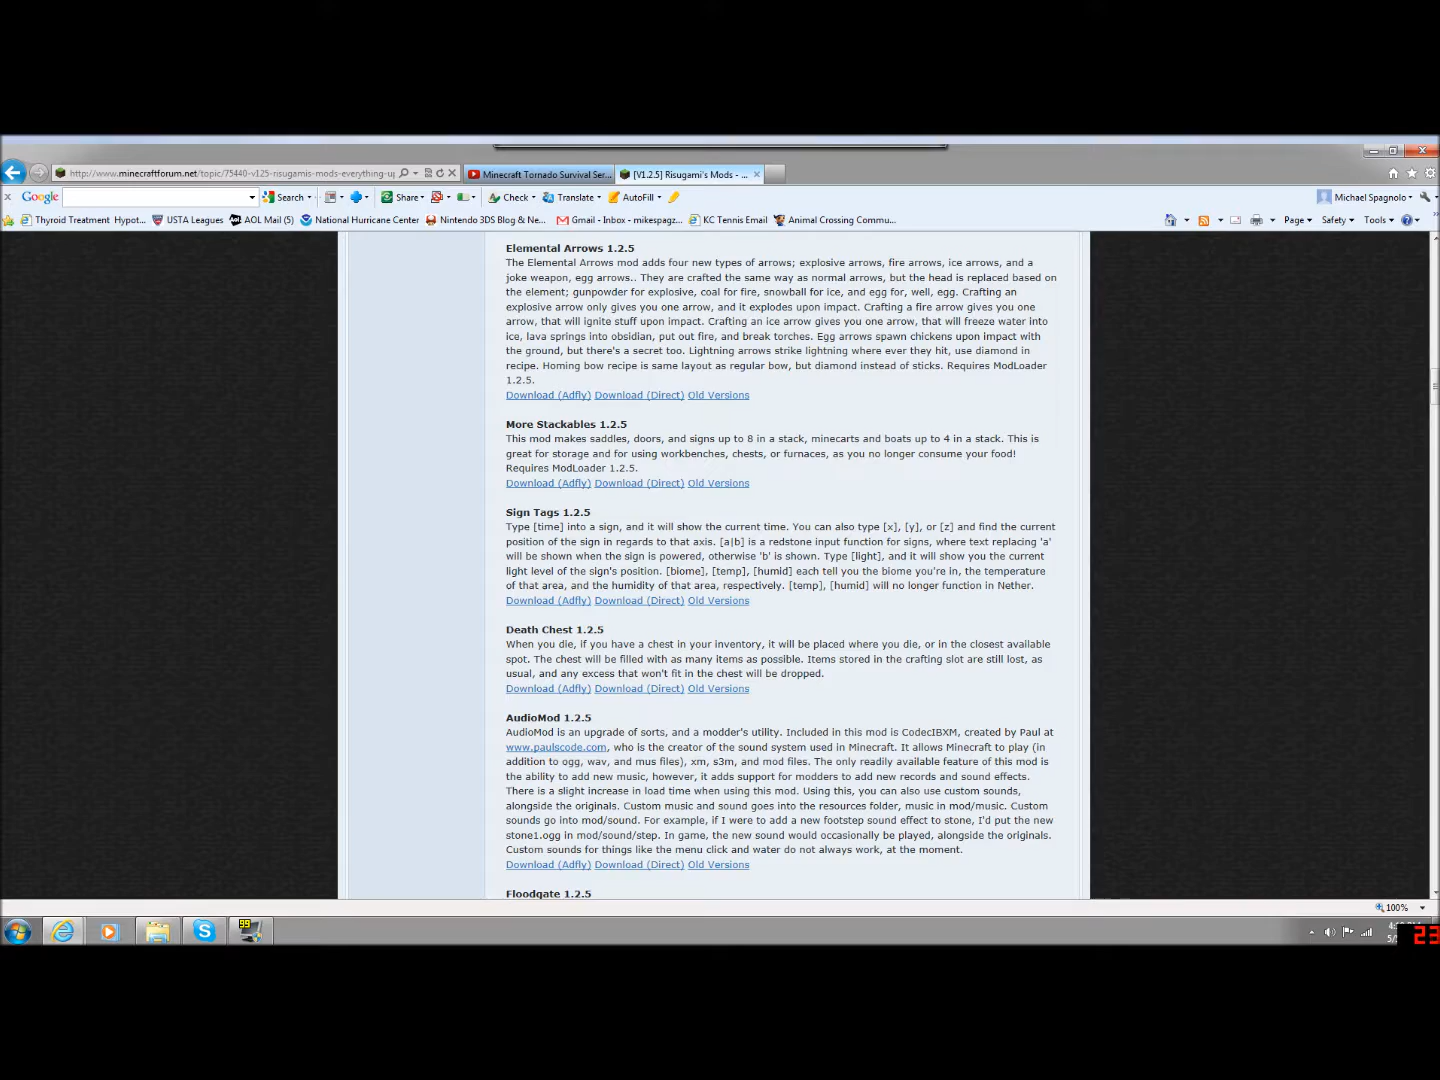 http://www.minecraftforum.net/topic/75440-v125-risugamis-mods-everything-up
Minecraft Tornado Survival Ser...
[V1.2.5] Risugami's Mods - ...
Google
Search
Share
Check
Translate
AutoFill
Michael Spagnolo
Thyroid Treatment Hypot...
USTA Leagues
AOL Mail (5)
National Hurricane Center
Nintendo 3DS Blog & Ne...
Gmail - Inbox - mikespagz...
KC Tennis Email
Animal Crossing Commu...
Page
Safety
Tools
Elemental Arrows 1.2.5
The Elemental Arrows mod adds four new types of arrows; explosive arrows, fire arrows, ice arrows, and a
joke weapon, egg arrows.. They are crafted the same way as normal arrows, but the head is replaced based on
the element; gunpowder for explosive, coal for fire, snowball for ice, and egg for, well, egg. Crafting an
explosive arrow only gives you one arrow, and it explodes upon impact. Crafting a fire arrow gives you one
arrow, that will ignite stuff upon impact. Crafting an ice arrow gives you one arrow, that will freeze water into
ice, lava springs into obsidian, put out fire, and break torches. Egg arrows spawn chickens upon impact with
the ground, but there's a secret too. Lightning arrows strike lightning where ever they hit, use diamond in
recipe. Homing bow recipe is same layout as regular bow, but diamond instead of sticks. Requires ModLoader
1.2.5.
Download (Adfly) Download (Direct) Old Versions
More Stackables 1.2.5
This mod makes saddles, doors, and signs up to 8 in a stack, minecarts and boats up to 4 in a stack. This is
great for storage and for using workbenches, chests, or furnaces, as you no longer consume your food!
Requires ModLoader 1.2.5.
Download (Adfly) Download (Direct) Old Versions
Sign Tags 1.2.5
Type [time] into a sign, and it will show the current time. You can also type [x], [y], or [z] and find the current
position of the sign in regards to that axis. [a|b] is a redstone input function for signs, where text replacing 'a'
will be shown when the sign is powered, otherwise 'b' is shown. Type [light], and it will show you the current
light level of the sign's position. [biome], [temp], [humid] each tell you the biome you're in, the temperature
of that area, and the humidity of that area, respectively. [temp], [humid] will no longer function in Nether.
Download (Adfly) Download (Direct) Old Versions
Death Chest 1.2.5
When you die, if you have a chest in your inventory, it will be placed where you die, or in the closest available
spot. The chest will be filled with as many items as possible. Items stored in the crafting slot are still lost, as
usual, and any excess that won't fit in the chest will be dropped.
Download (Adfly) Download (Direct) Old Versions
AudioMod 1.2.5
AudioMod is an upgrade of sorts, and a modder's utility. Included in this mod is CodecIBXM, created by Paul at
www.paulscode.com, who is the creator of the sound system used in Minecraft. It allows Minecraft to play (in
addition to ogg, wav, and mus files), xm, s3m, and mod files. The only readily available feature of this mod is
the ability to add new music, however, it adds support for modders to add new records and sound effects.
There is a slight increase in load time when using this mod. Using this, you can also use custom sounds,
alongside the originals. Custom music and sound goes into the resources folder, music in mod/music. Custom
sounds go into mod/sound. For example, if I were to add a new footstep sound effect to stone, I'd put the new
stone1.ogg in mod/sound/step. In game, the new sound would occasionally be played, alongside the originals.
Custom sounds for things like the menu click and water do not always work, at the moment.
Download (Adfly) Download (Direct) Old Versions
Floodgate 1.2.5
100%
99
23